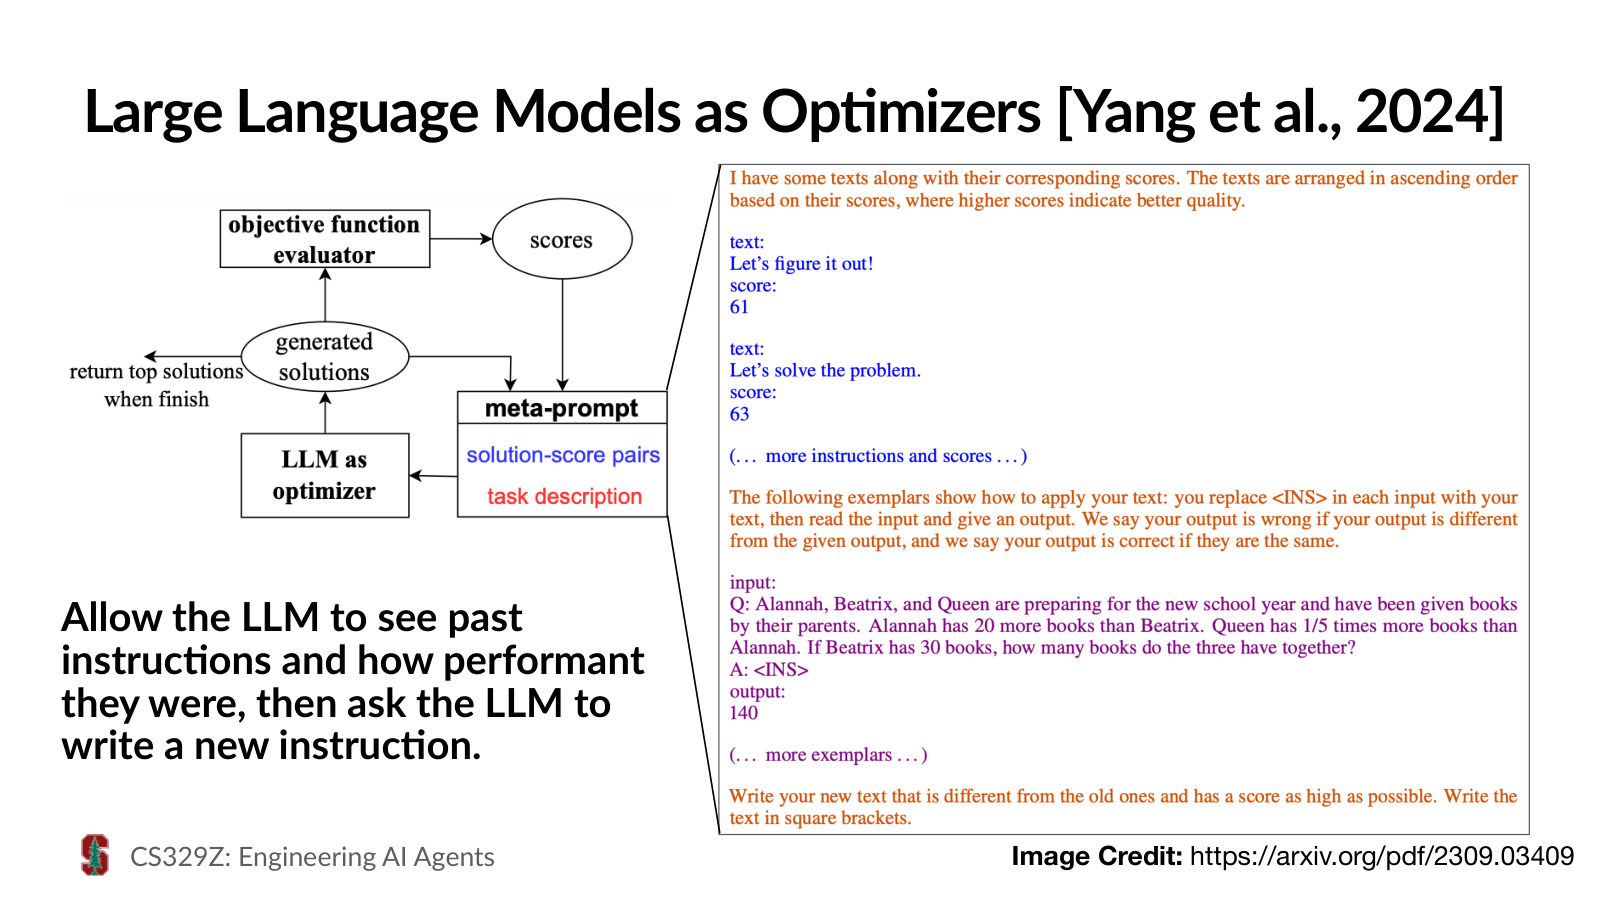 Large Language Models as Optimizers [Yang et al., 2024]
objective function
evaluator
scores
generated
solutions
return top solutions
when finish
meta-prompt
solution-score pairs
task description
LLM as
optimizer
I have some texts along with their corresponding scores. The texts are arranged in ascending order
based on their scores, where higher scores indicate better quality.
text:
Let's figure it out!
score:
61
text:
Let's solve the problem.
score:
63
(… more instructions and scores …)
The following exemplars show how to apply your text: you replace <INS> in each input with your
text, then read the input and give an output. We say your output is wrong if your output is different
from the given output, and we say your output is correct if they are the same.
input:
Q: Alannah, Beatrix, and Queen are preparing for the new school year and have been given books
by their parents. Alannah has 20 more books than Beatrix. Queen has 1/5 times more books than
Alannah. If Beatrix has 30 books, how many books do the three have together?
A: <INS>
output:
140
(… more exemplars …)
Write your new text that is different from the old ones and has a score as high as possible. Write the
text in square brackets.
Allow the LLM to see past
instructions and how performant
they were, then ask the LLM to
write a new instruction.
CS329Z: Engineering AI Agents
Image Credit: https://arxiv.org/pdf/2309.03409